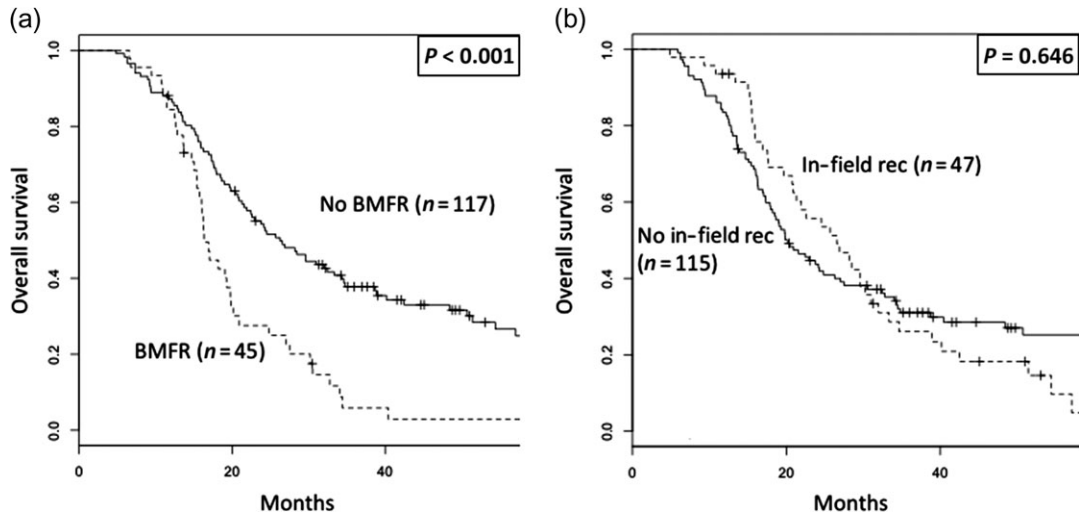 (a)
P < 0.001
Overall survival
1.0
0.8
0.6
0.4
0.2
0.0
No BMFR (n = 117)
BMFR (n = 45)
0
20
40
Months
(b)
P = 0.646
Overall survival
1.0
0.8
0.6
0.4
0.2
0.0
In-field rec (n = 47)
No in-field rec
(n = 115)
0
20
40
Months